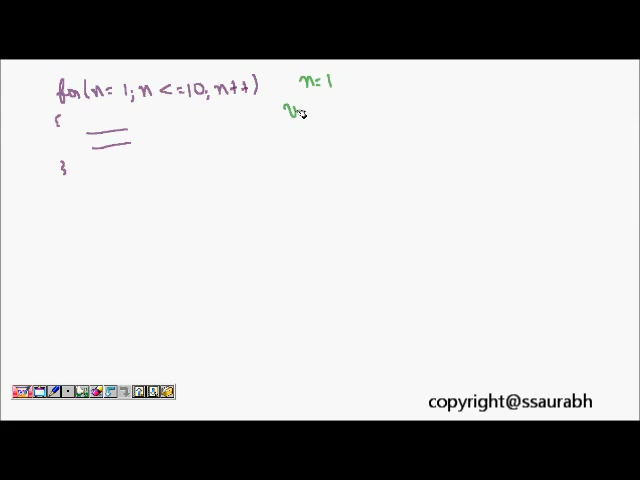 for(n=1;n<=10;n++)
n=1
{
}
copyright@ssaurabh